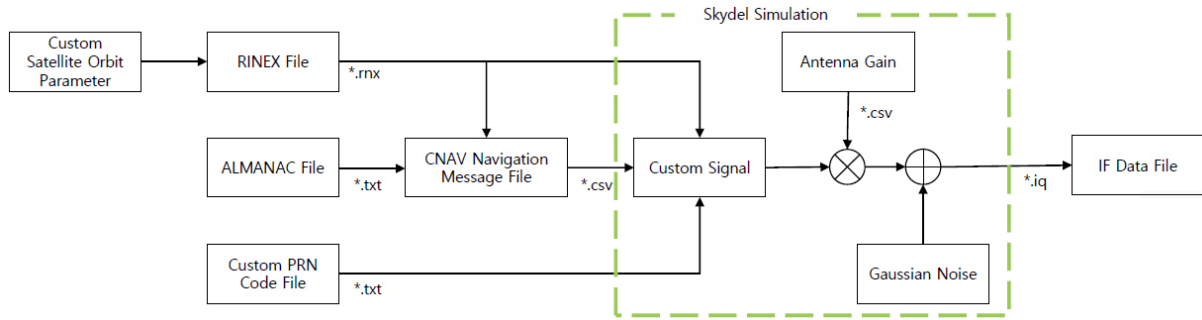 Skydel Simulation
Custom
Satellite Orbit
Parameter
RINEX File
*.rnx
Antenna Gain
*.csv
ALMANAC File
*.txt
CNAV Navigation
Message File
*.csv
Custom Signal
*.iq
IF Data File
Custom PRN
Code File
*.txt
Gaussian Noise